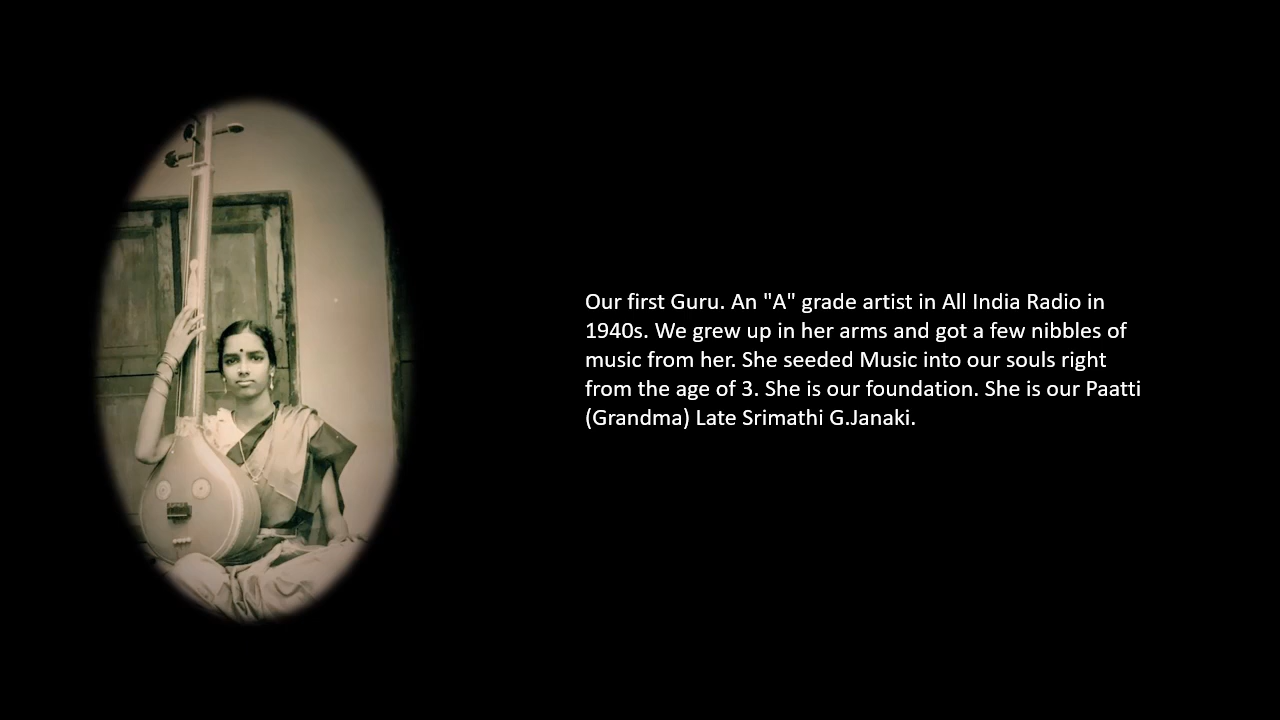 Our first Guru. An "A" grade artist in All India Radio in
1940s. We grew up in her arms and got a few nibbles of
music from her. She seeded Music into our souls right
from the age of 3. She is our foundation. She is our Paatti
(Grandma) Late Srimathi G.Janaki.